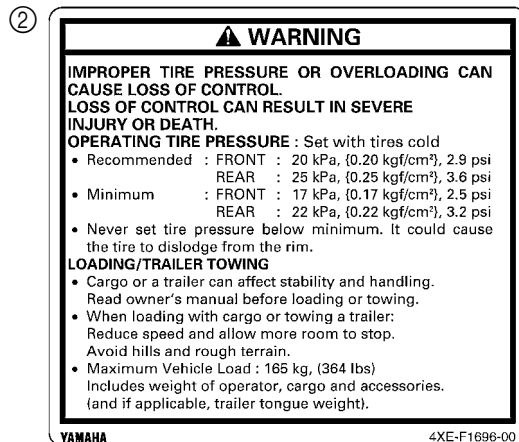 ②
⚠ WARNING
IMPROPER TIRE PRESSURE OR OVERLOADING CAN
CAUSE LOSS OF CONTROL.
LOSS OF CONTROL CAN RESULT IN SEVERE
INJURY OR DEATH.
OPERATING TIRE PRESSURE : Set with tires cold
• Recommended : FRONT : 20 kPa, {0.20 kgf/cm²}, 2.9 psi
REAR : 25 kPa, {0.25 kgf/cm²}, 3.6 psi
• Minimum : FRONT : 17 kPa, {0.17 kgf/cm²}, 2.5 psi
REAR : 22 kPa, {0.22 kgf/cm²}, 3.2 psi
• Never set tire pressure below minimum. It could cause
the tire to dislodge from the rim.
LOADING/TRAILER TOWING
• Cargo or a trailer can affect stability and handling.
Read owner's manual before loading or towing.
• When loading with cargo or towing a trailer:
Reduce speed and allow more room to stop.
Avoid hills and rough terrain.
• Maximum Vehicle Load : 165 kg, (364 lbs)
Includes weight of operator, cargo and accessories.
(and if applicable, trailer tongue weight).
YAMAHA 4XE-F1696-00